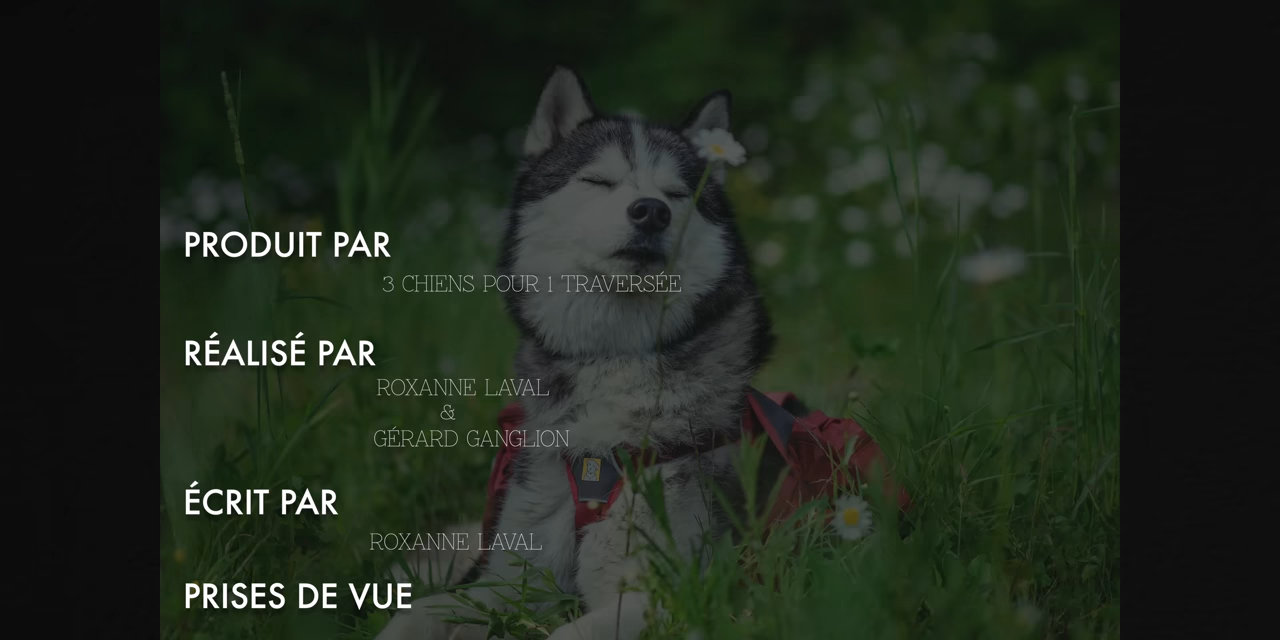 PRODUIT PAR
3 CHIENS POUR 1 TRAVERSÉE
RÉALISÉ PAR
ROXANNE LAVAL
&
GÉRARD GANGLION
ÉCRIT PAR
ROXANNE LAVAL
PRISES DE VUE